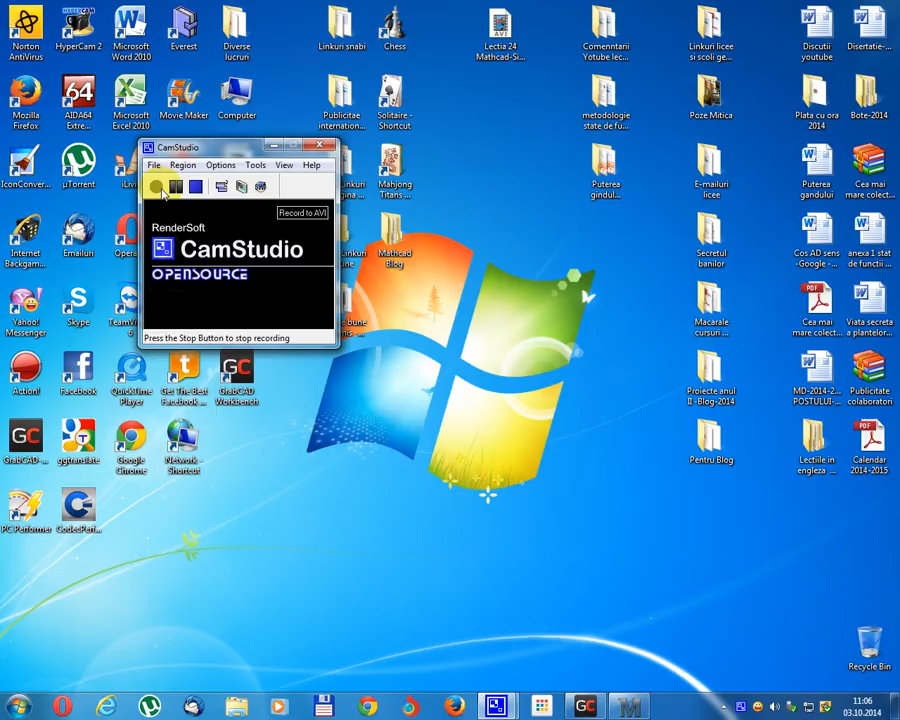 Norton
AntiVirus
HyperCam 2
Microsoft
Word 2010
Everest
Diverse
lucruri
Linkuri snabi
Chess
Lectia 24
Mathcad-Si...
Comenntarii
Yotube lec...
Linkuri licee
si scoli ge...
Discutii
youtube
Disertatie-...
Mozilla
Firefox
AIDA64
Extre...
Microsoft
Excel 2010
Movie Maker
Computer
Publicitate
internation...
Solitaire -
Shortcut
metodologie
state de fu...
Poze Mitica
Plata cu ora
2014
Bote-2014
CamStudio
File Region Options Tools View Help
Record to AVI
RenderSoft
CamStudio
OPENSOURCE
Press the Stop Button to stop recording
IconConver...
µTorrent
Linkuri
Mahjong
Titans ...
Puterea
gindul...
E-mailuri
licee
Puterea
gandului
Cea mai
mare colect...
Internet
Backgam...
Emailuri
Linkuri
Mathcad
Blog
Secretul
banilor
Cos AD sens
-Google -...
anexa 1 stat
de functii ...
Yahoo!
Messenger
Skype
Macarale
cursuri ...
Cea mai
mare colect...
Viata secreta
a plantelor...
Action!
Facebook
QuickTime
Player
Get The Best
Facebook ...
GrabCAD
Workbench
Proiecte anul
II -Blog-2014
MD-2014-2...
POSTULUI-...
Publicitate
colaboratori
GrabCAD-...
ggtranslate
Google
Chrome
Network -
Shortcut
Pentru Blog
Lectiile in
engleza ...
Calendar
2014-2015
PC Performer
CodecPerf...
Recycle Bin
11:06
03.10.2014